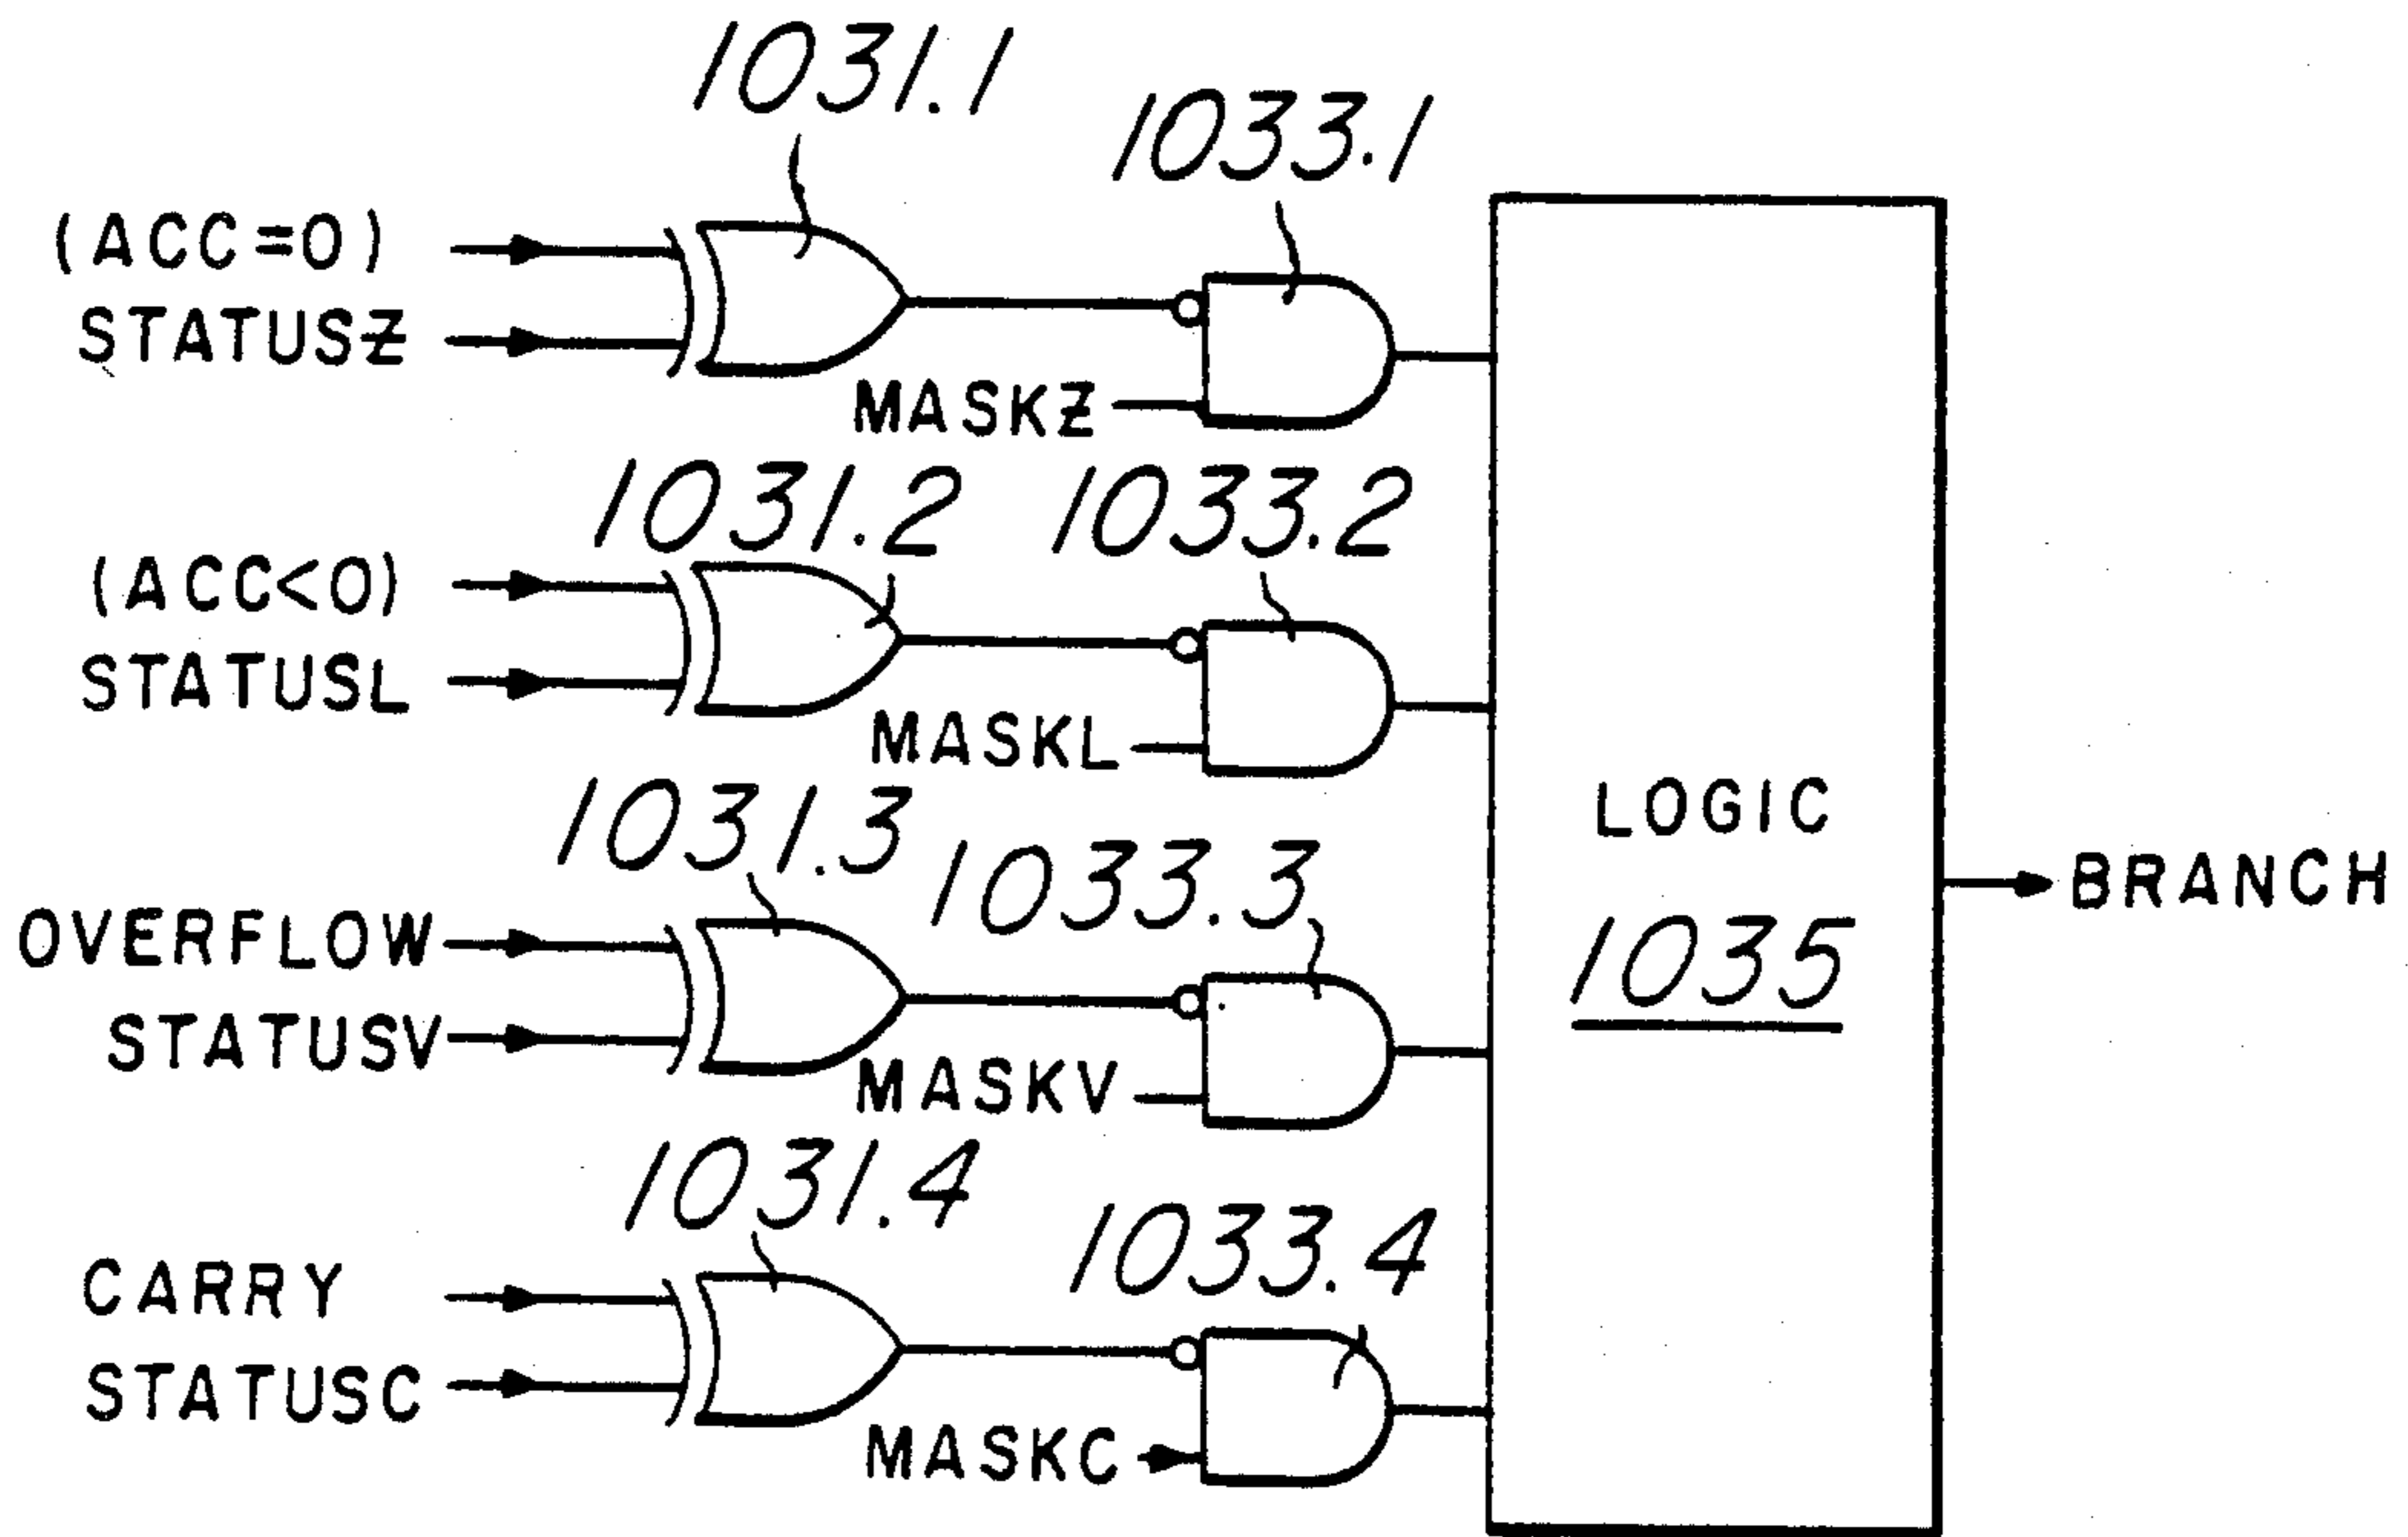 1031.1
1033.1
(ACC=0)
STATUSZ
MASKZ
1031.2
1033.2
(ACC<0)
STATUSL
MASKL
1031.3
1033.3
OVERFLOW
STATUSV
MASKV
LOGIC
1035
BRANCH
1031.4
1033.4
CARRY
STATUSC
MASKC